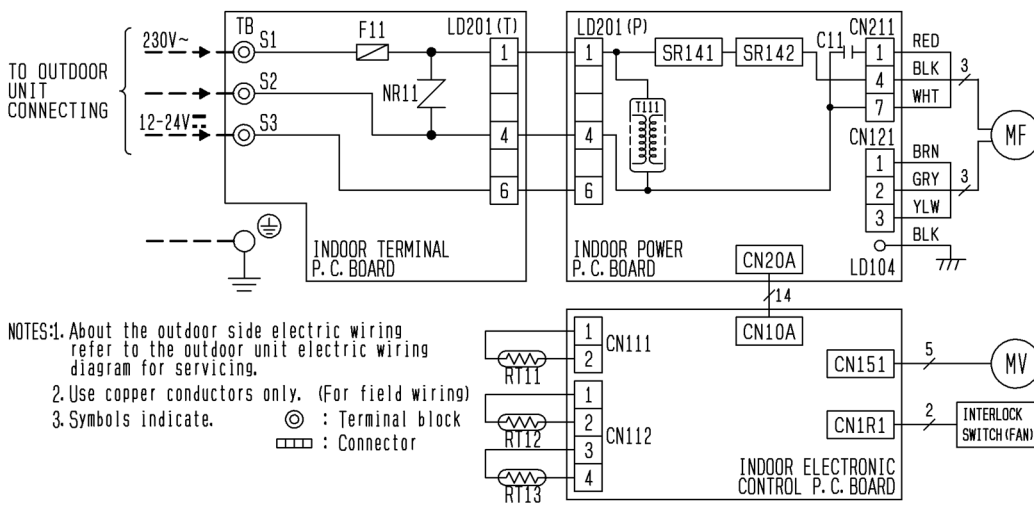 TB
S1
S2
S3
230V~
12-24V
TO OUTDOOR
UNIT
CONNECTING
F11
NR11
LD201(T)
1
4
6
INDOOR TERMINAL
P.C.BOARD
LD201(P)
1
4
6
SR141
SR142
C11
T111
CN211
1
4
7
RED
BLK
WHT
3
MF
CN121
1
2
3
BRN
GRY
YLW
3
BLK
LD104
INDOOR POWER
P.C.BOARD
CN20A
14
CN10A
NOTES:1. About the outdoor side electric wiring
refer to the outdoor unit electric wiring
diagram for servicing.
2. Use copper conductors only. (For field wiring)
3. Symbols indicate.
: Terminal block
: Connector
RT11
RT12
RT13
1
2
CN111
1
2
3
4
CN112
CN151
5
MV
CN1R1
2
INTERLOCK
SWITCH(FAN)
INDOOR ELECTRONIC
CONTROL P.C.BOARD